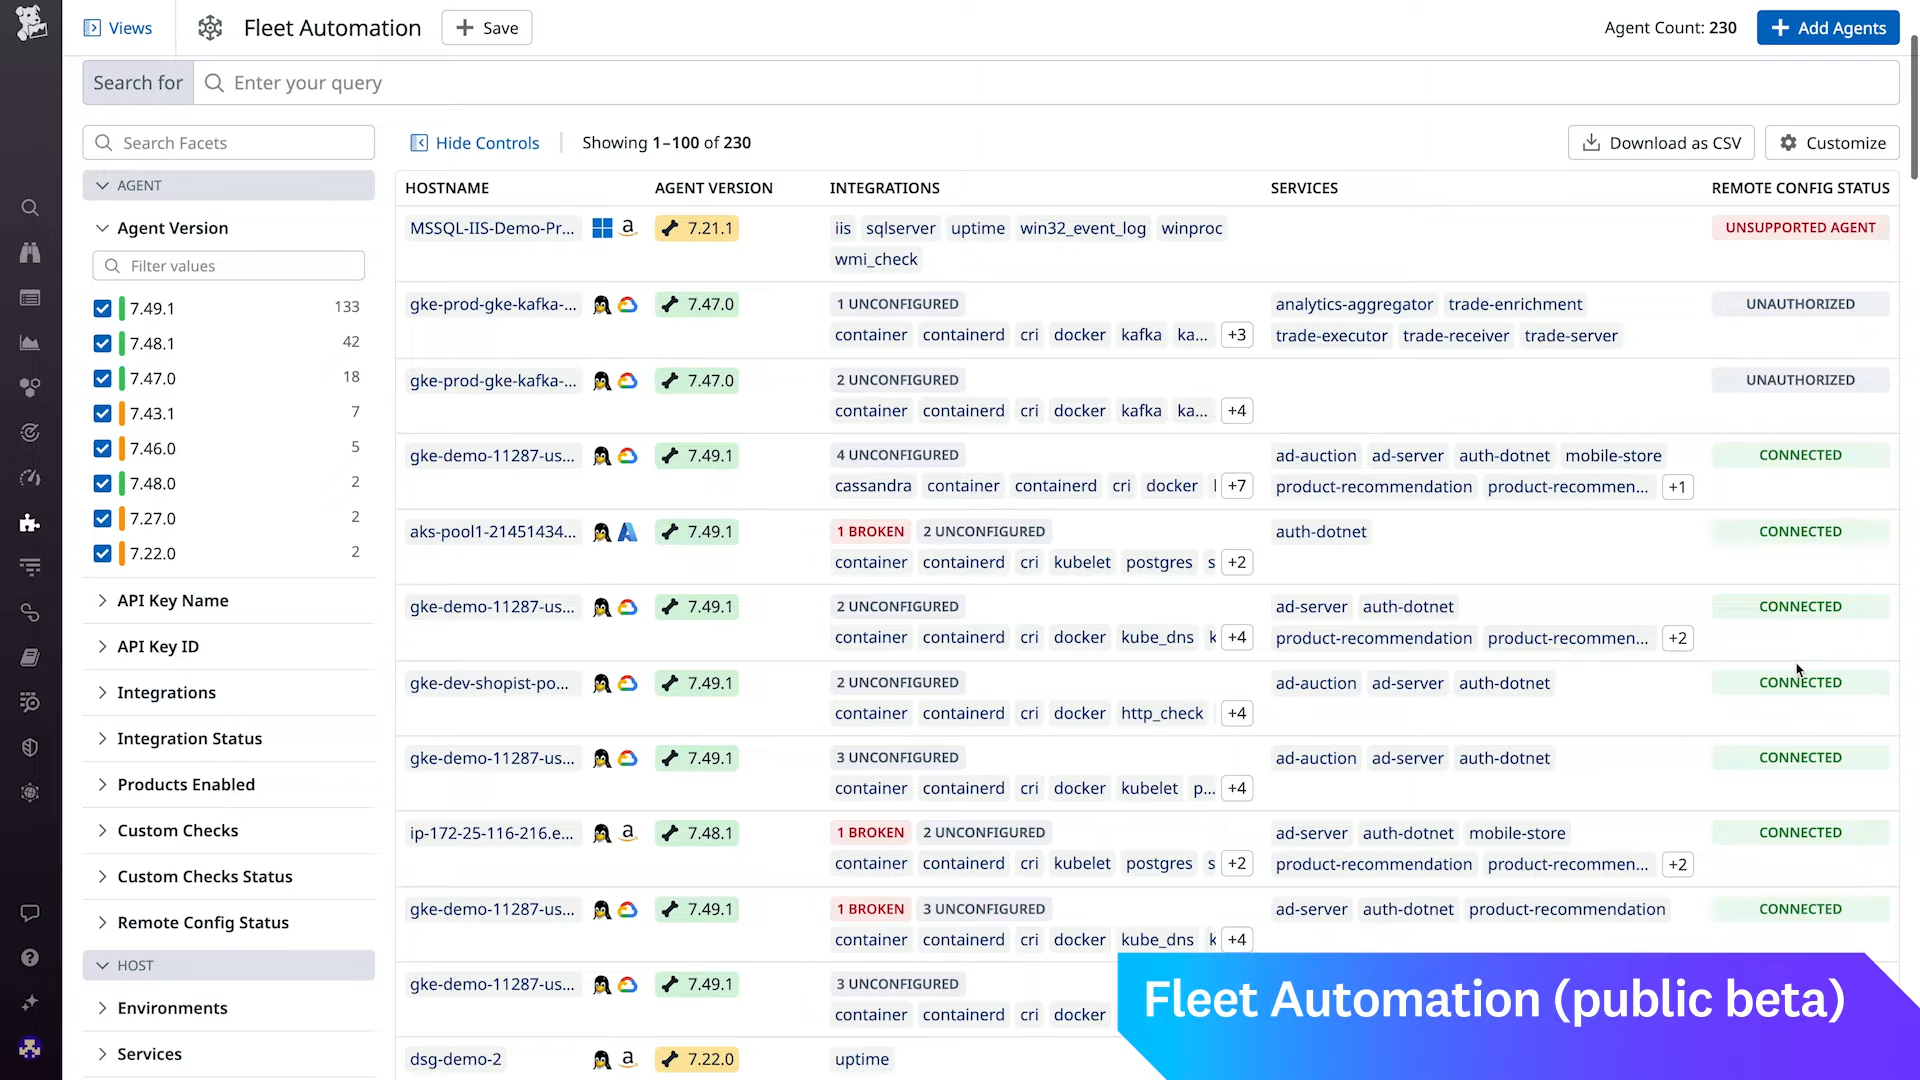 Views
Fleet Automation
Save
Agent Count: 230
Add Agents
Search for
Enter your query
Search Facets
Hide Controls
Showing 1–100 of 230
Download as CSV
Customize
AGENT
Agent Version
Filter values
7.49.1 133
7.48.1 42
7.47.0 18
7.43.1 7
7.46.0 5
7.48.0 2
7.27.0 2
7.22.0 2
API Key Name
API Key ID
Integrations
Integration Status
Products Enabled
Custom Checks
Custom Checks Status
Remote Config Status
HOST
Environments
Services
HOSTNAME AGENT VERSION INTEGRATIONS SERVICES REMOTE CONFIG STATUS
MSSQL-IIS-Demo-Pr... 7.21.1 iis sqlserver uptime win32_event_log winproc UNSUPPORTED AGENT
wmi_check
gke-prod-gke-kafka-... 7.47.0 1 UNCONFIGURED analytics-aggregator trade-enrichment UNAUTHORIZED
container containerd cri docker kafka ka... +3 trade-executor trade-receiver trade-server
gke-prod-gke-kafka-... 7.47.0 2 UNCONFIGURED UNAUTHORIZED
container containerd cri docker kafka ka... +4
gke-demo-11287-us... 7.49.1 4 UNCONFIGURED ad-auction ad-server auth-dotnet mobile-store CONNECTED
cassandra container containerd cri docker +7 product-recommendation product-recommen... +1
aks-pool1-21451434... 7.49.1 1 BROKEN 2 UNCONFIGURED auth-dotnet CONNECTED
container containerd cri kubelet postgres s +2
gke-demo-11287-us... 7.49.1 2 UNCONFIGURED ad-server auth-dotnet CONNECTED
container containerd cri docker kube_dns k +4 product-recommendation product-recommen... +2
gke-dev-shopist-po... 7.49.1 2 UNCONFIGURED ad-auction ad-server auth-dotnet CONNECTED
container containerd cri docker http_check +4
gke-demo-11287-us... 7.49.1 3 UNCONFIGURED ad-auction ad-server auth-dotnet CONNECTED
container containerd cri docker kubelet p... +4
ip-172-25-116-216.e... 7.48.1 1 BROKEN 2 UNCONFIGURED ad-server auth-dotnet mobile-store CONNECTED
container containerd cri kubelet postgres s +2 product-recommendation product-recommen... +2
gke-demo-11287-us... 7.49.1 1 BROKEN 3 UNCONFIGURED ad-server auth-dotnet product-recommendation CONNECTED
container containerd cri docker kube_dns k +4
gke-demo-11287-us... 7.49.1 3 UNCONFIGURED
container containerd cri docker
dsg-demo-2 7.22.0 uptime
Fleet Automation (public beta)